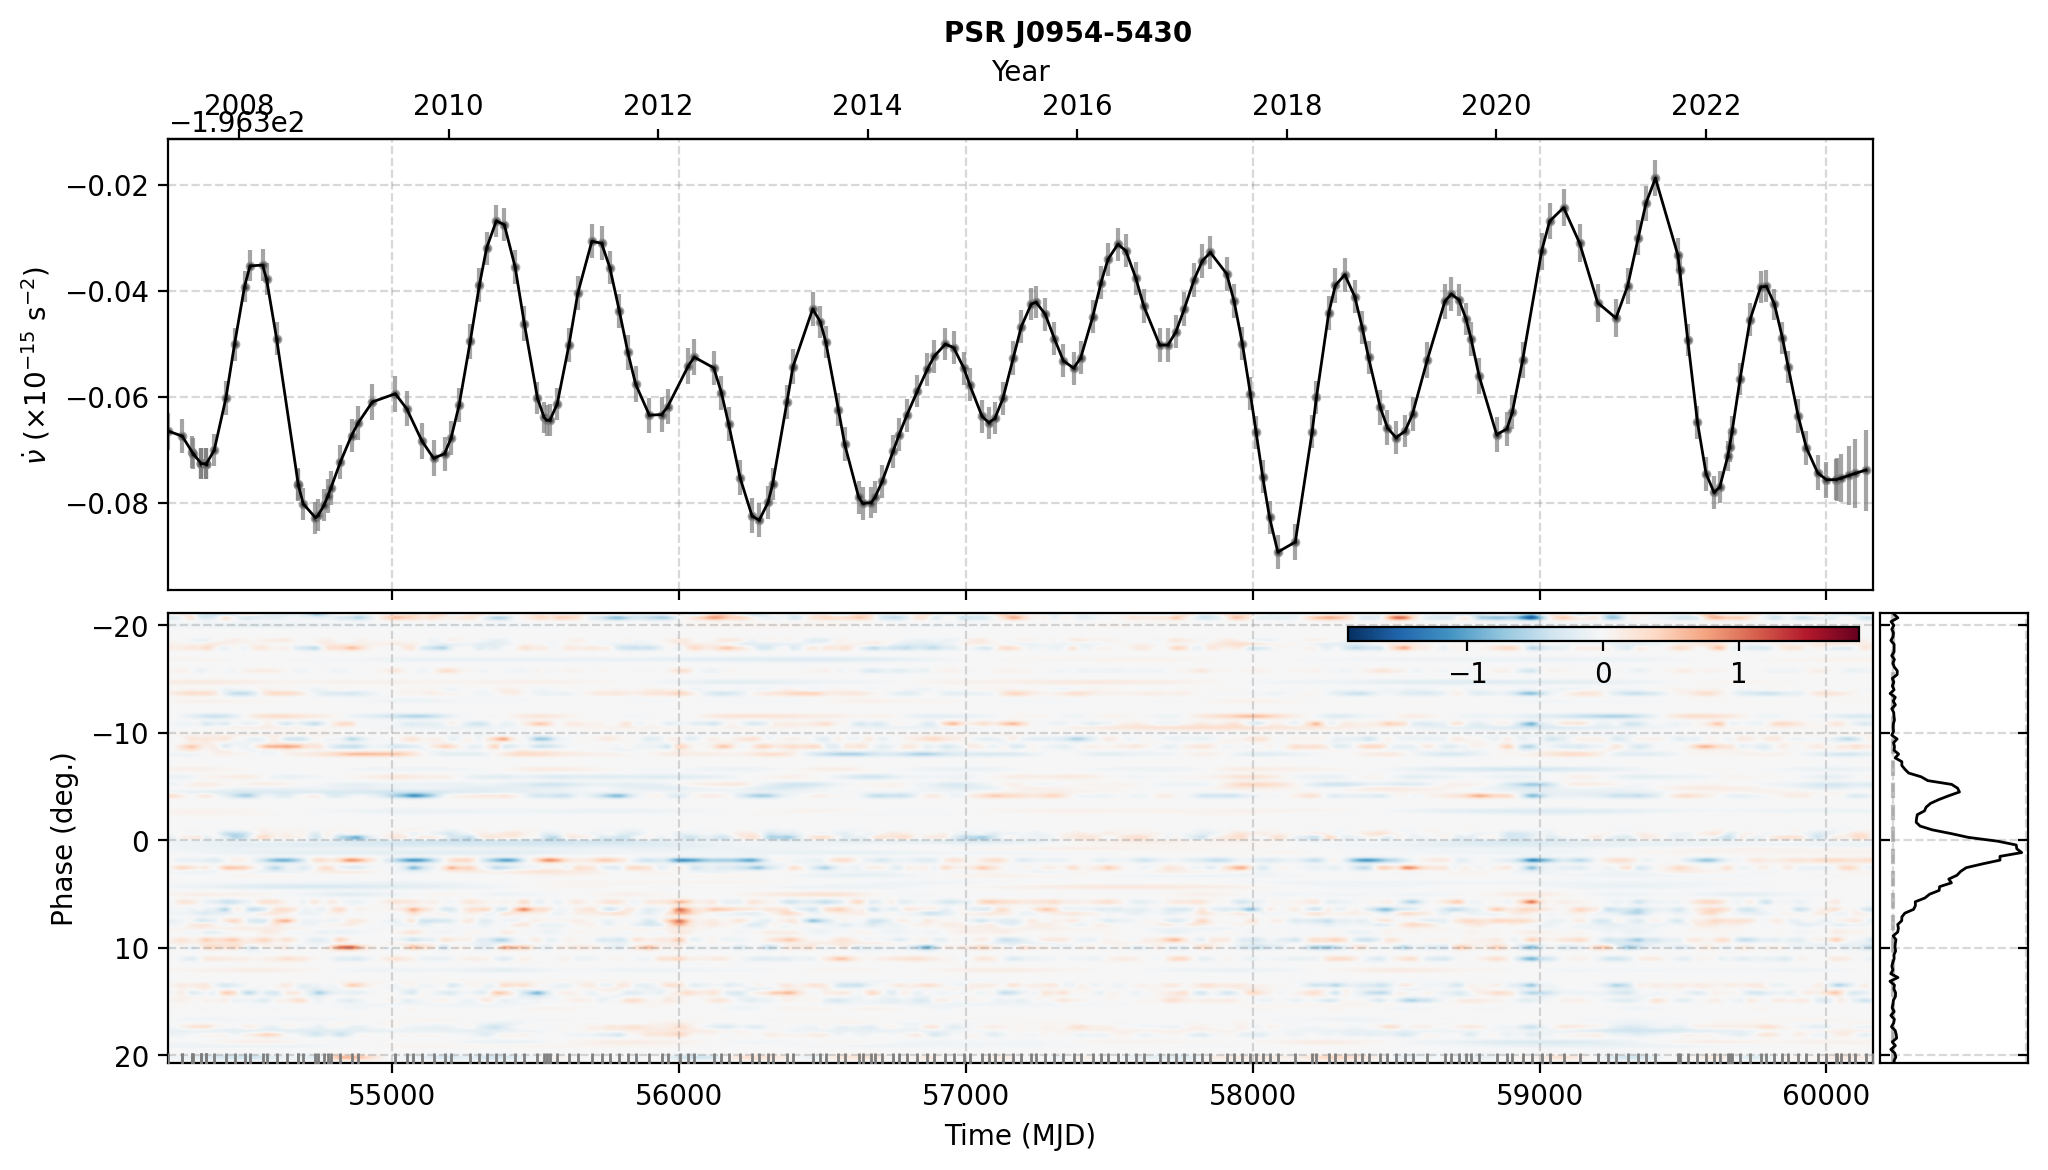 PSR J0954-5430
Year
2008 2010 2012 2014 2016 2018 2020 2022
−1.963e2
ν̇ (×10⁻¹⁵ s⁻²)
−0.02
−0.04
−0.06
−0.08
Phase (deg.)
−20
−10
0
10
20
−1 0 1
55000 56000 57000 58000 59000 60000
Time (MJD)